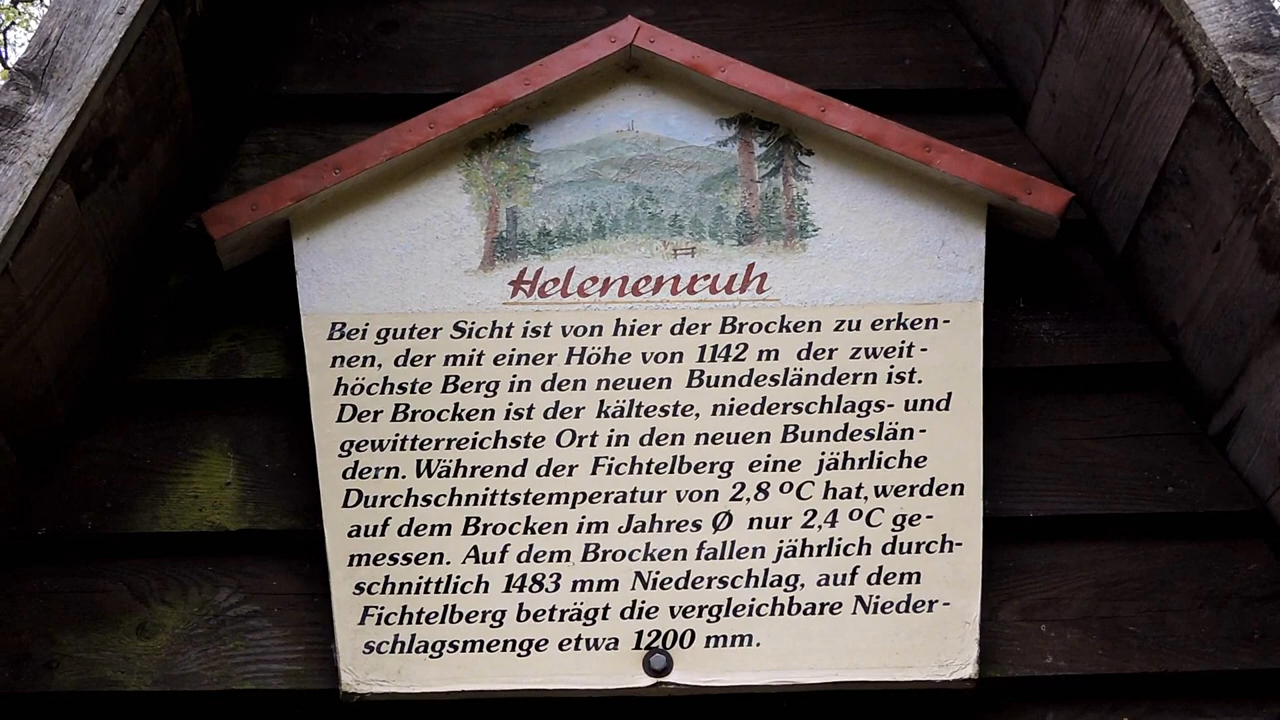 Helenenruh
Bei guter Sicht ist von hier der Brocken zu erken-
nen, der mit einer Höhe von 1142 m der zweit-
höchste Berg in den neuen Bundesländern ist.
Der Brocken ist der kälteste, niederschlags- und
gewitterreichste Ort in den neuen Bundeslän-
dern. Während der Fichtelberg eine jährliche
Durchschnittstemperatur von 2,8 ºC hat, werden
auf dem Brocken im Jahres Ø nur 2,4 ºC ge-
messen. Auf dem Brocken fallen jährlich durch-
schnittlich 1483 mm Niederschlag, auf dem
Fichtelberg beträgt die vergleichbare Nieder-
schlagsmenge etwa 1200 mm.